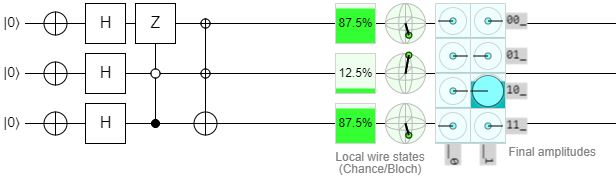 |0⟩ H Z 87.5% 00_
|0⟩ H 12.5% 01_
10_
|0⟩ H 87.5% 11_
Local wire states
(Chance/Bloch)
_0
_1
Final amplitudes